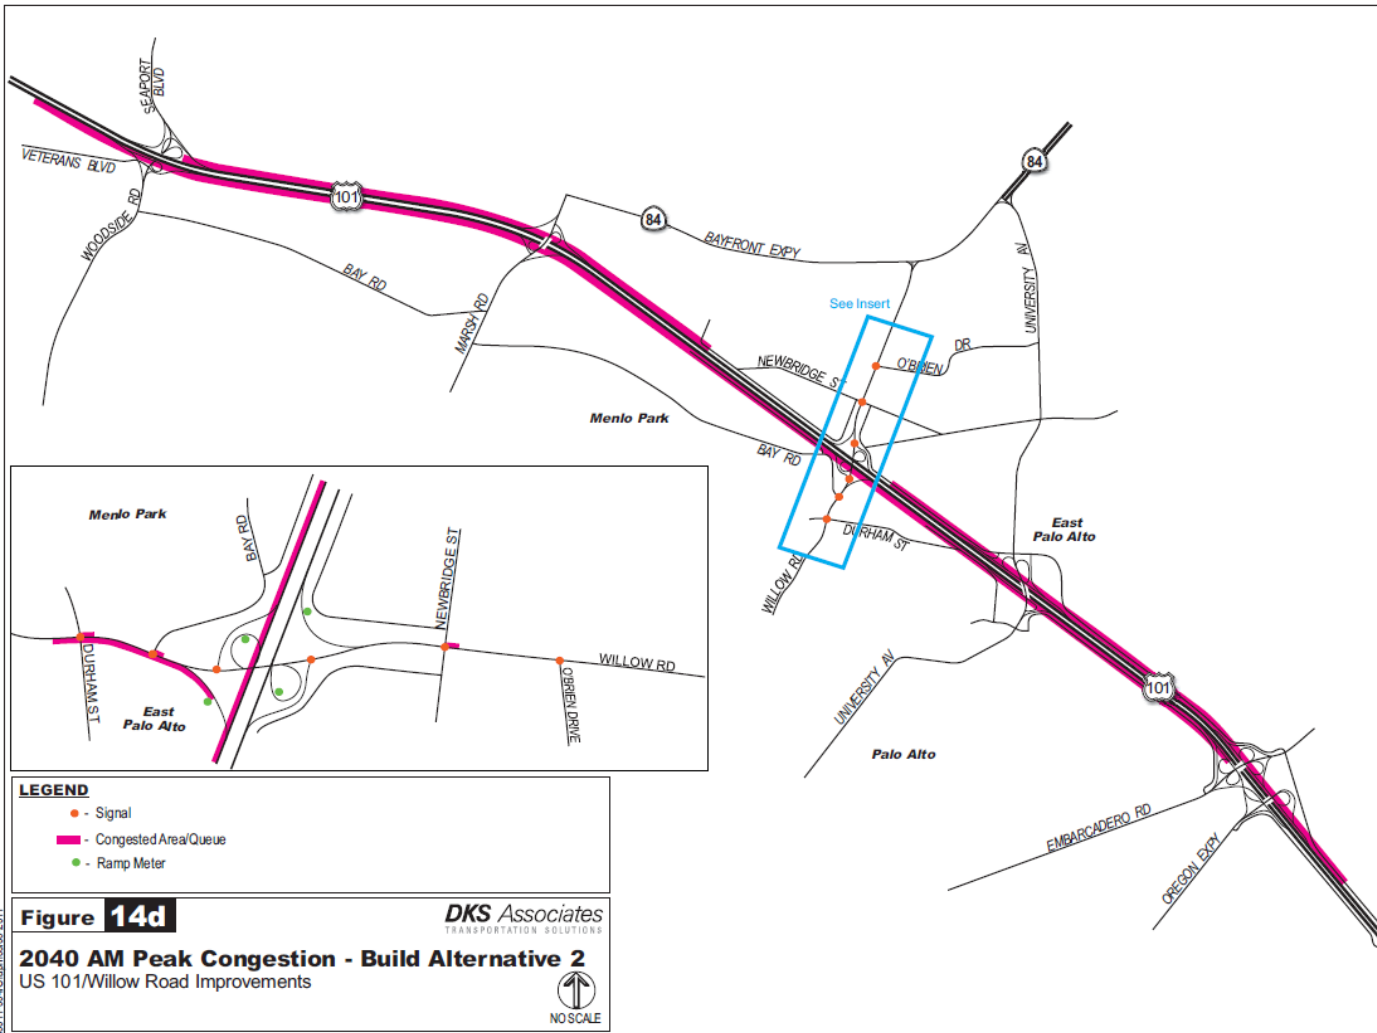 SEAPORT
BLVD
84
VETERANS BLVD
101
WOODSIDE RD
84
BAYFRONT EXPY
UNIVERSITY AV
BAY RD
See Insert
MARSH RD
DR
O'BRIEN
NEWBRIDGE ST
Menlo Park
BAY RD
Menlo Park
BAY RD
NEWBRIDGE ST
East
Palo Alto
DURHAM ST
WILLOW RD
DURHAM ST
WILLOW RD
O'BRIEN DRIVE
East
Palo Alto
UNIVERSITY AV
101
Palo Alto
EMBARCADERO RD
OREGON EXPY
LEGEND
- Signal
- Congested Area/Queue
- Ramp Meter
Figure 14d
DKS Associates
TRANSPORTATION SOLUTIONS
2040 AM Peak Congestion - Build Alternative 2
US 101/Willow Road Improvements
NO SCALE